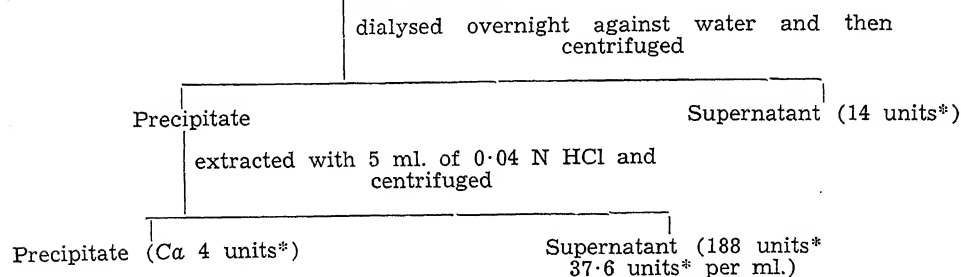 dialysed overnight against water and then
centrifuged
Precipitate
Supernatant (14 units*)
extracted with 5 ml. of 0·04 N HCl and
centrifuged
Precipitate (Ca 4 units*)
Supernatant (188 units*
37·6 units* per ml.)